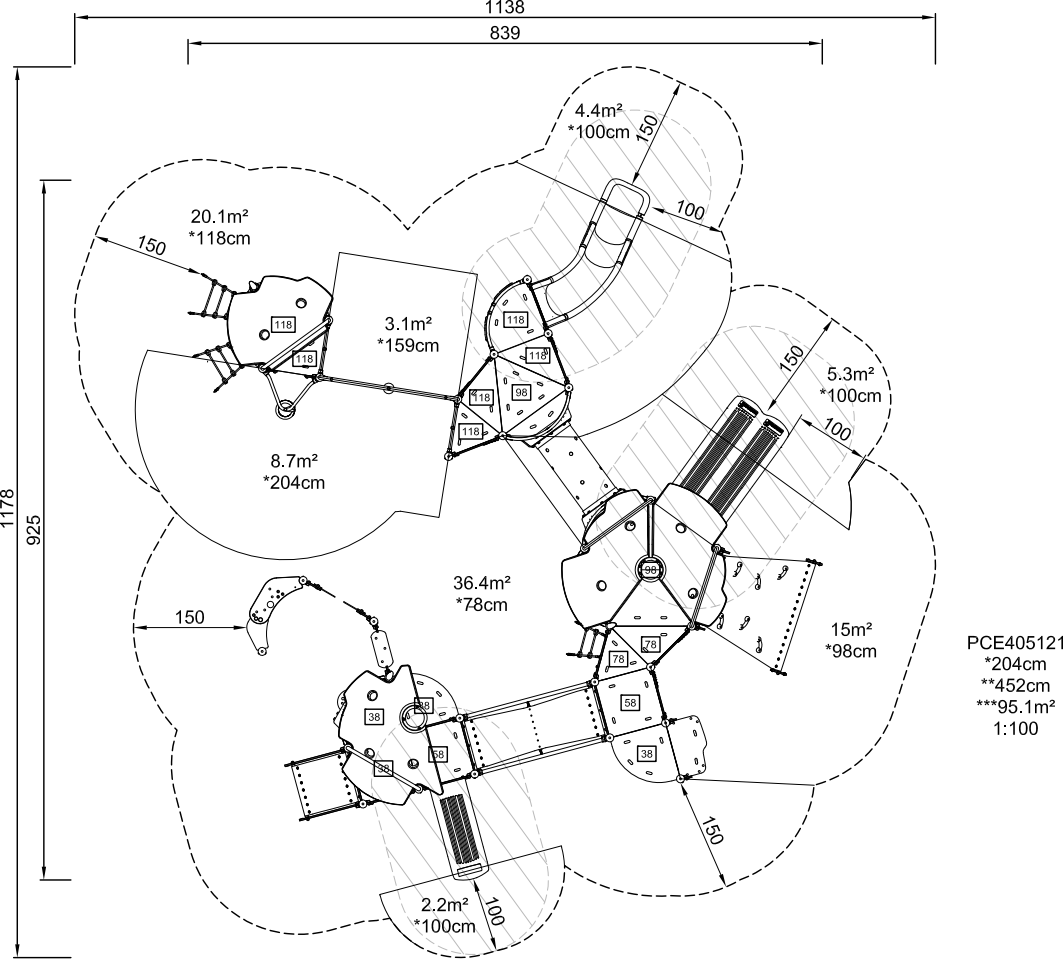 1138
839
4.4m²
*100cm
150
20.1m²
*118cm
100
150
118
118
3.1m²
*159cm
118
118
150
5.3m²
*100cm
118
98
118
100
8.7m²
*204cm
1178
925
98
36.4m²
*78cm
150
15m²
*98cm
PCE405121
*204cm
**452cm
***95.1m²
1:100
78
78
58
38
38
38
58
38
150
2.2m²
*100cm
100